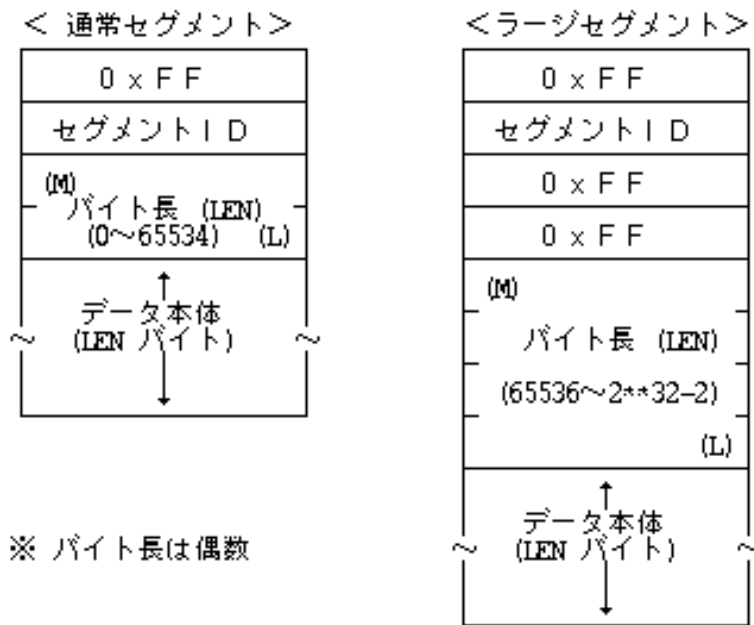 < 通常セグメント>
0xFF
セグメントID
(M)
バイト長 (LEN)
(0～65534) (L)
データ本体
(LEN バイト)
※ バイト長は偶数
<ラージセグメント>
0xFF
セグメントID
0xFF
0xFF
(M)
バイト長 (LEN)
(65536～2**32-2)
(L)
データ本体
(LEN バイト)